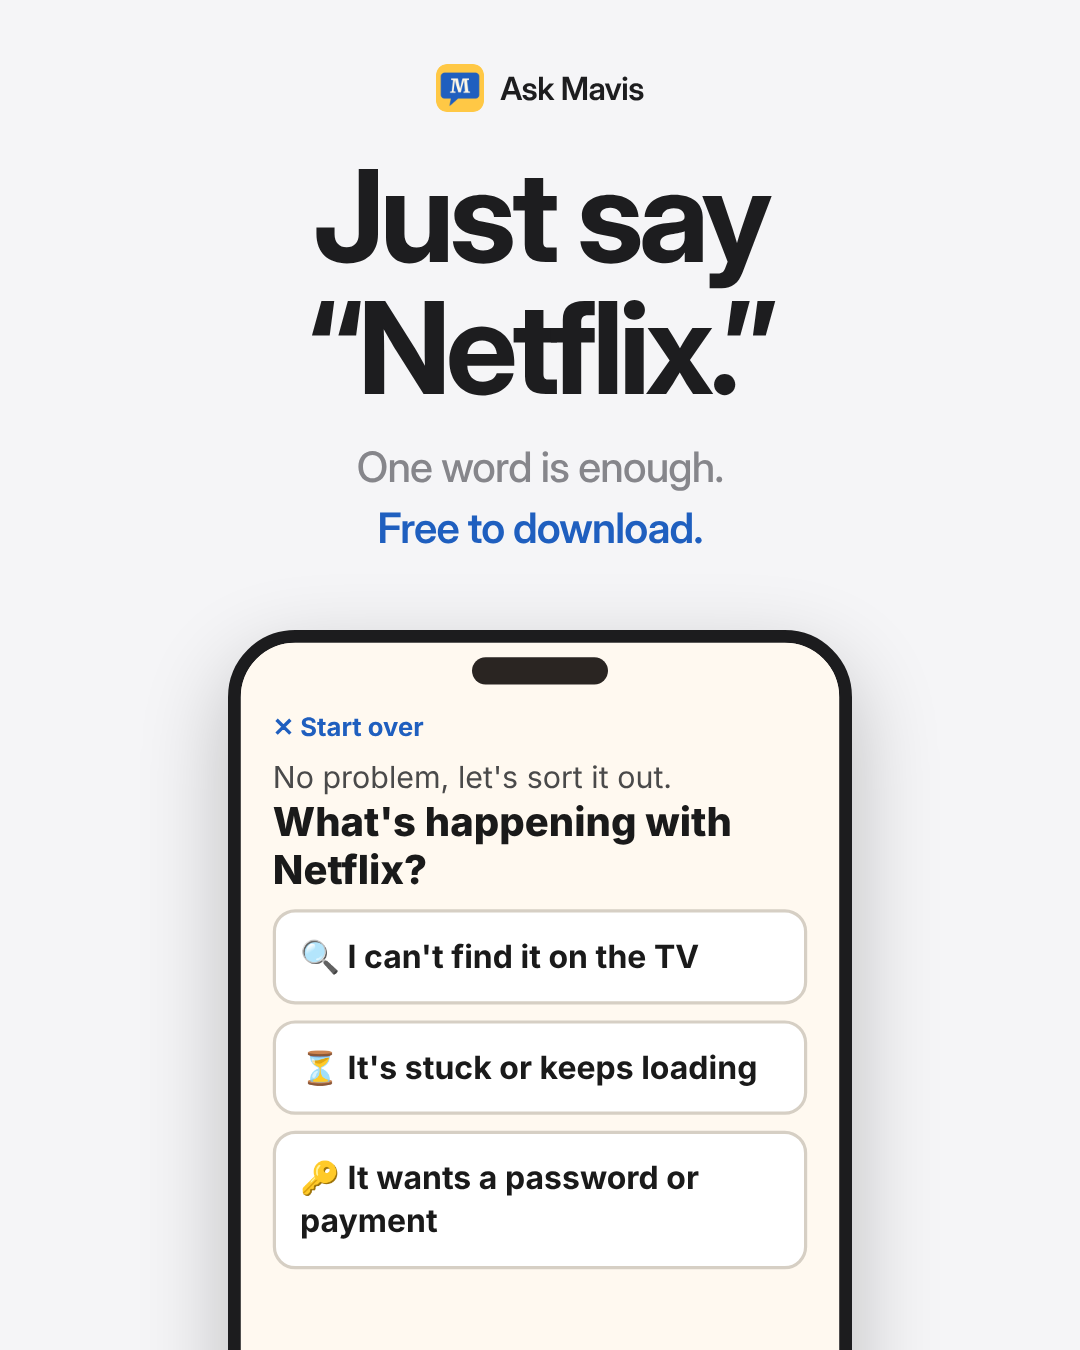 M
Ask Mavis
Just say
“Netflix.”
One word is enough.
Free to download.
✕ Start over
No problem, let's sort it out.
What's happening with
Netflix?
🔍 I can't find it on the TV
⏳ It's stuck or keeps loading
🔑 It wants a password or
payment